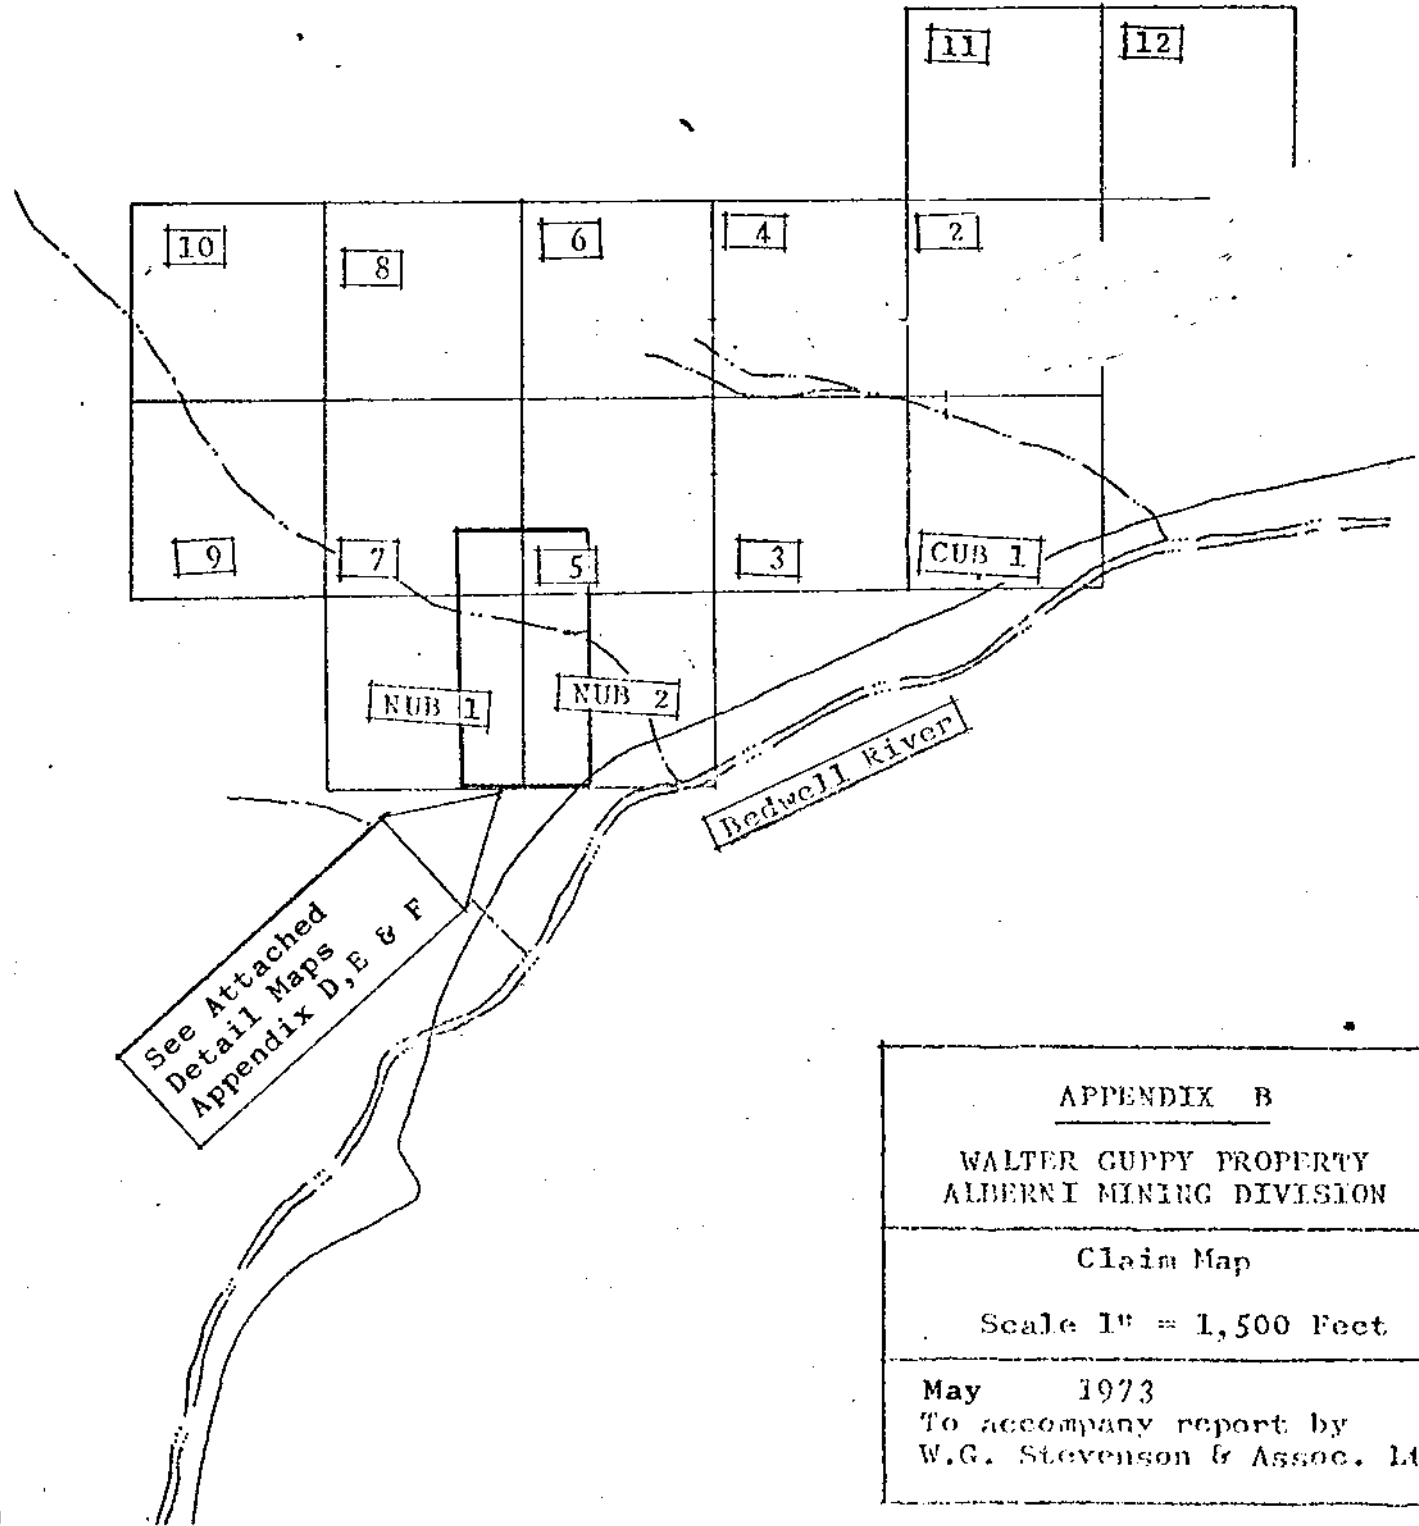 11
12
10
8
6
4
2
9
7
5
3
CUB 1
NUB 1
NUB 2
Bedwell River
See Attached
Detail Maps
Appendix D, E & F
APPENDIX B
WALTER GUPPY PROPERTY
ALBERNI MINING DIVISION
Claim Map
Scale 1" = 1,500 Feet
May 1973
To accompany report by
W.G. Stevenson & Assoc. Lt